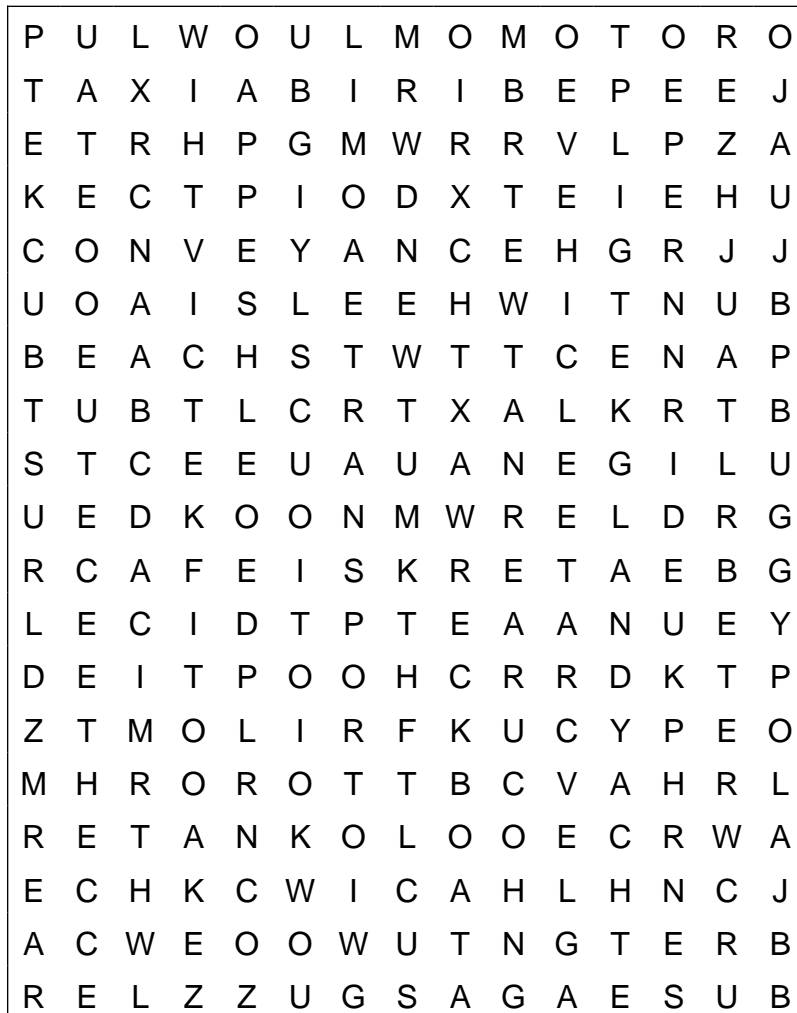 P U L W O U L M O M O T O R O
T A X I A B I R I B E P E E J
E T R H P G M W R R V L P Z A
K E C T P I O D X T E I E H U
C O N V E Y A N C E H G R J J
U O A I S L E E H W I T N U B
B E A C H S T W T T C E N A P
T U B T L C R T X A L K R T B
S T C E E U A U A N E G I L U
U E D K O O N M W R E L D R G
R C A F E I S K R E T A E B G
L E C I D T P T E A A N U E Y
D E I T P O O H C R R D K T P
Z T M O L I R F K U C Y P E O
M H R O R O T T B C V A H R L
R E T A N K O L O O E C R W A
E C H K C W I C A H L H N C J
A C W E O O W U T N G T E R B
R E L Z Z U G S A G A E S U B